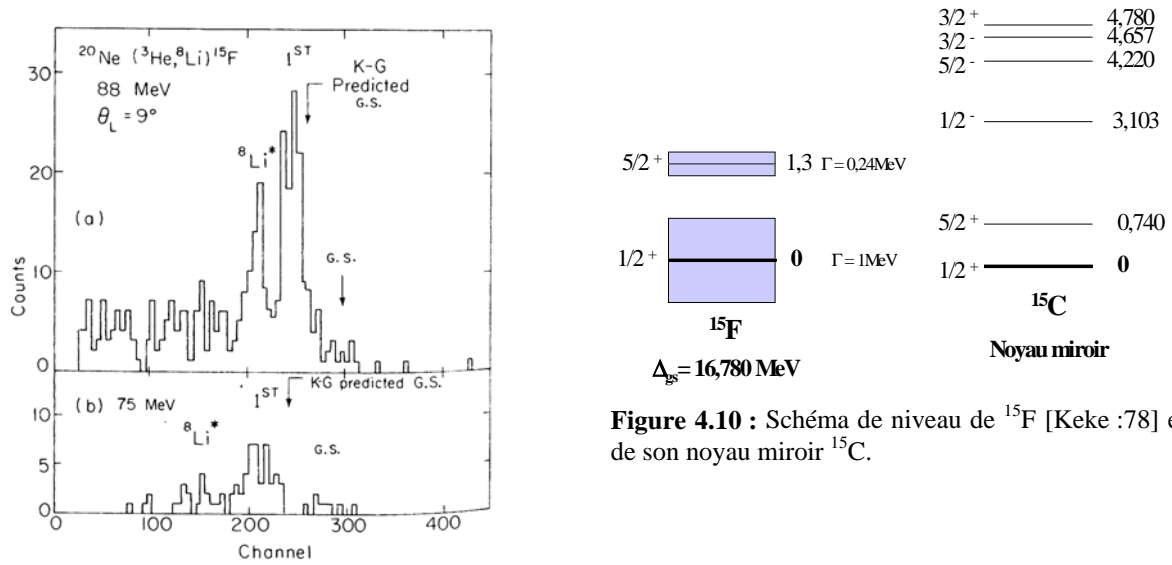 ²⁰Ne (³He,⁸Li)¹⁵F
88 MeV
θ_L = 9°
1ST
K-G
Predicted
G.S.
⁸Li*
(a)
G.S.
30
20
10
0
Counts
(b) 75 MeV
1ST
K-G predicted G.S.
⁸Li*
G.S.
10
5
0
0 100 200 300 400
Channel
5/2 + 1,3 Γ = 0,24MeV
1/2 + 0 Γ = 1MeV
¹⁵F
Δgs= 16,780 MeV
3/2 + 4,780
3/2 - 4,657
5/2 - 4,220
1/2 - 3,103
5/2 + 0,740
1/2 + 0
¹⁵C
Noyau miroir
Figure 4.10 : Schéma de niveau de ¹⁵F [Keke :78] e
de son noyau miroir ¹⁵C.